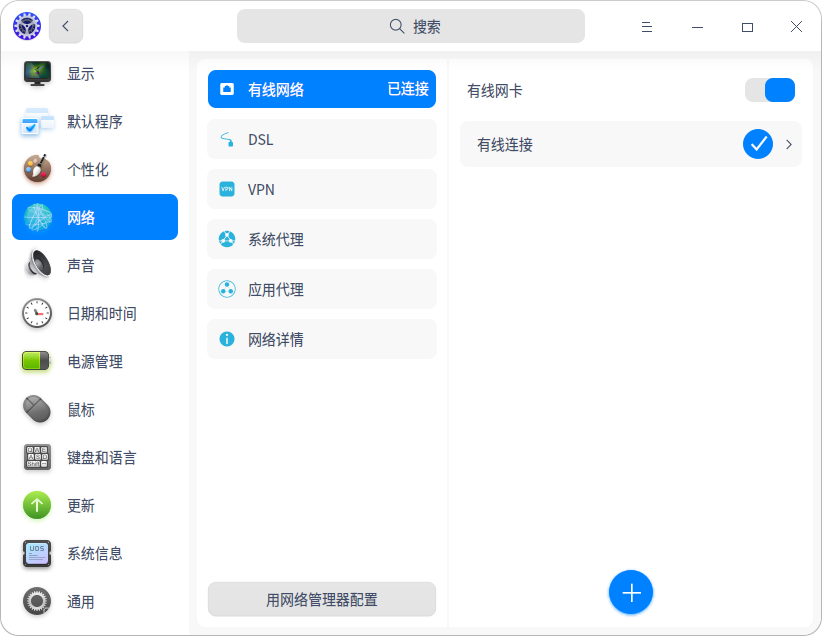 搜索
显示
默认程序
个性化
网络
声音
日期和时间
电源管理
鼠标
键盘和语言
更新
UOS
系统信息
通用
有线网络 已连接
DSL
VPN
VPN
系统代理
应用代理
网络详情
用网络管理器配置
有线网卡
有线连接